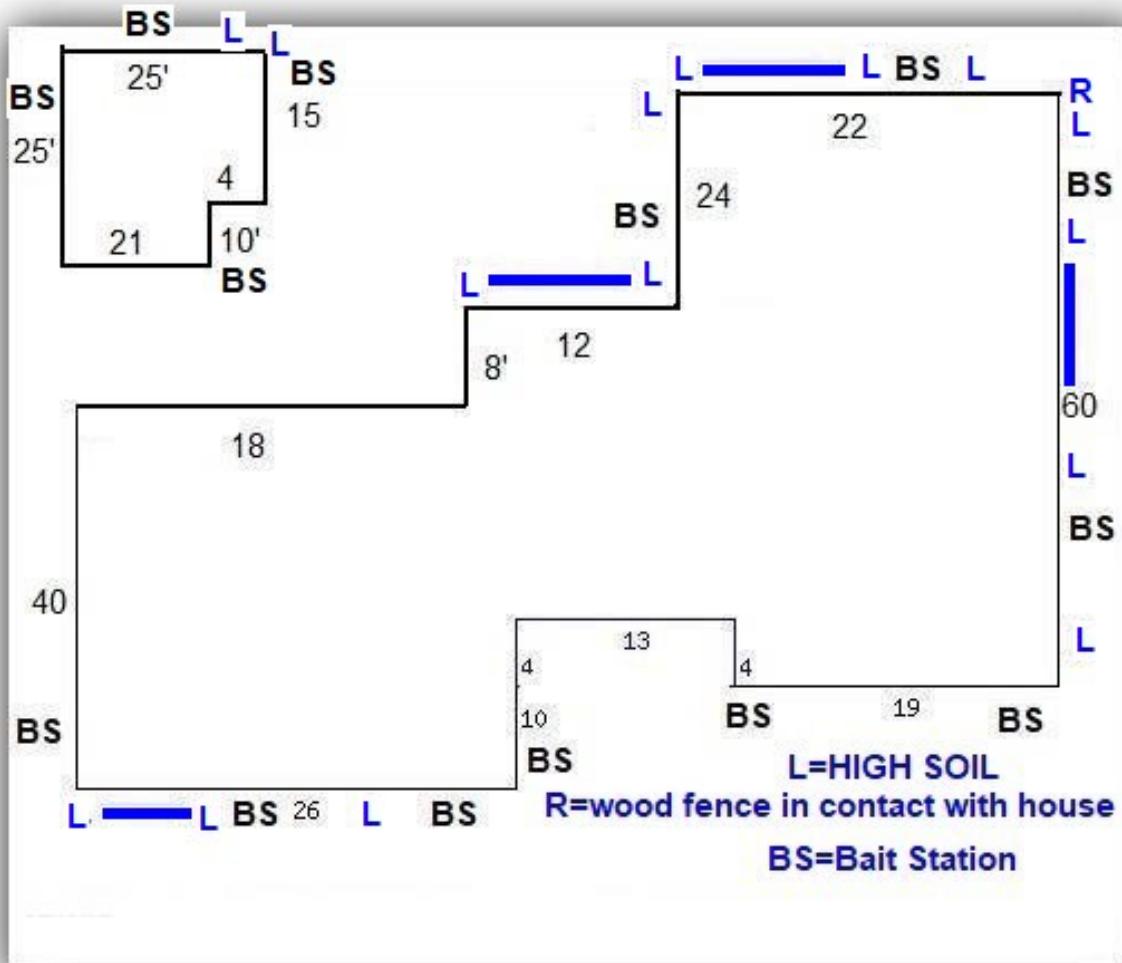 BS L L
BS 25' BS
25' 15
4
21 10'
BS
L L BS L
L R
22 L
BS 24 BS
L
L L
12
8'
60
18
L
BS
40
13
L
4 4
BS 10 BS 19 BS
BS
L L BS 26 L BS
L=HIGH SOIL
R=wood fence in contact with house
BS=Bait Station